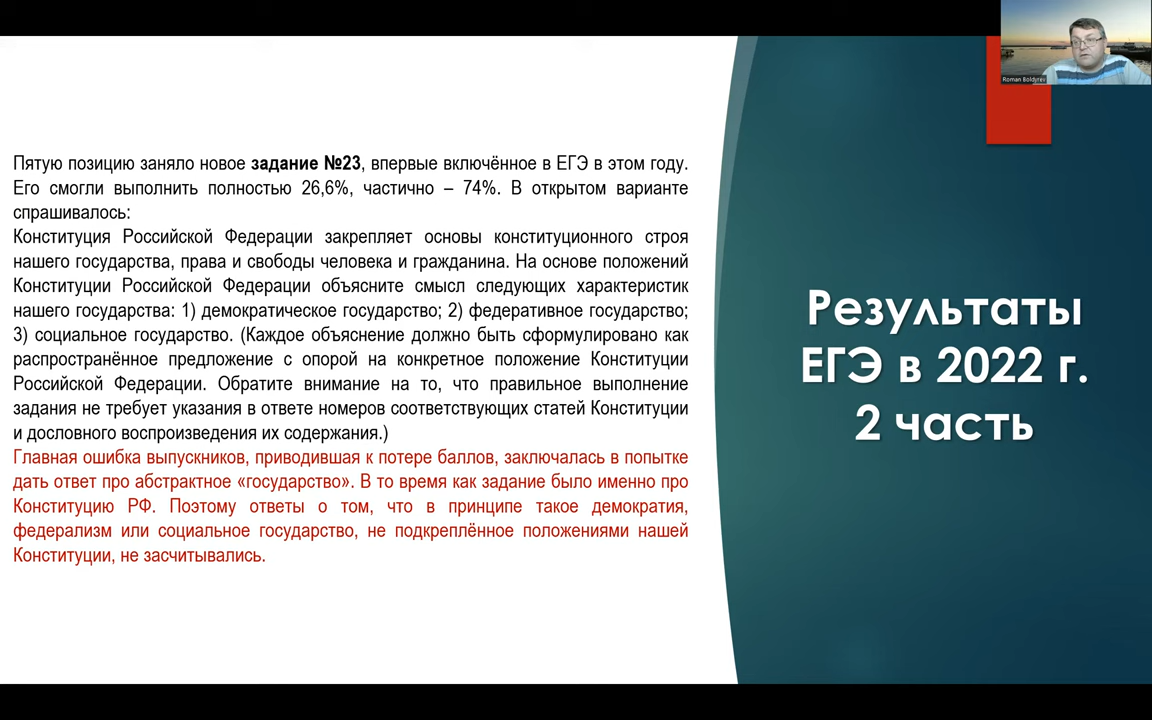 Roman Boldyrev
Пятую позицию заняло новое задание №23, впервые включённое в ЕГЭ в этом году.
Его смогли выполнить полностью 26,6%, частично – 74%. В открытом варианте
спрашивалось:
Конституция Российской Федерации закрепляет основы конституционного строя
нашего государства, права и свободы человека и гражданина. На основе положений
Конституции Российской Федерации объясните смысл следующих характеристик
нашего государства: 1) демократическое государство; 2) федеративное государство;
3) социальное государство. (Каждое объяснение должно быть сформулировано как
распространённое предложение с опорой на конкретное положение Конституции
Российской Федерации. Обратите внимание на то, что правильное выполнение
задания не требует указания в ответе номеров соответствующих статей Конституции
и дословного воспроизведения их содержания.)
Главная ошибка выпускников, приводившая к потере баллов, заключалась в попытке
дать ответ про абстрактное «государство». В то время как задание было именно про
Конституцию РФ. Поэтому ответы о том, что в принципе такое демократия,
федерализм или социальное государство, не подкреплённое положениями нашей
Конституции, не засчитывались.
Результаты
ЕГЭ в 2022 г.
2 часть